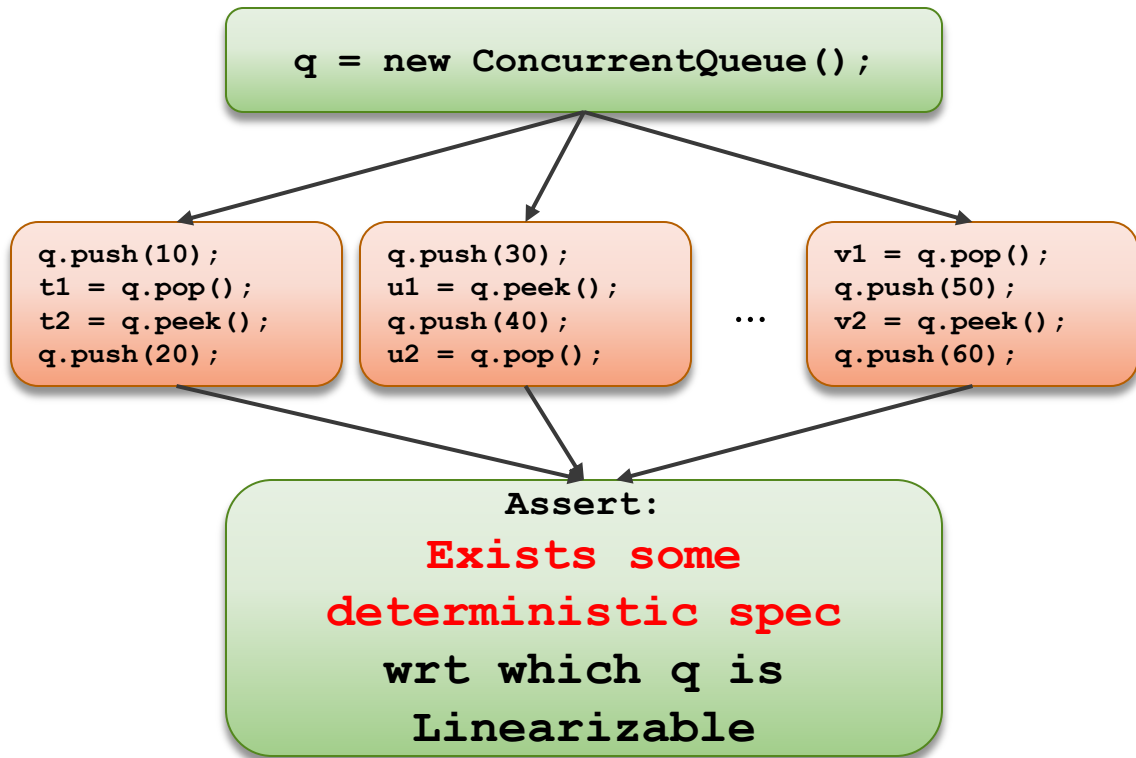 q = new ConcurrentQueue();
q.push(10);
t1 = q.pop();
t2 = q.peek();
q.push(20);
q.push(30);
u1 = q.peek();
q.push(40);
u2 = q.pop();
...
v1 = q.pop();
q.push(50);
v2 = q.peek();
q.push(60);
Assert:
Exists some
deterministic spec
wrt which q is
Linearizable